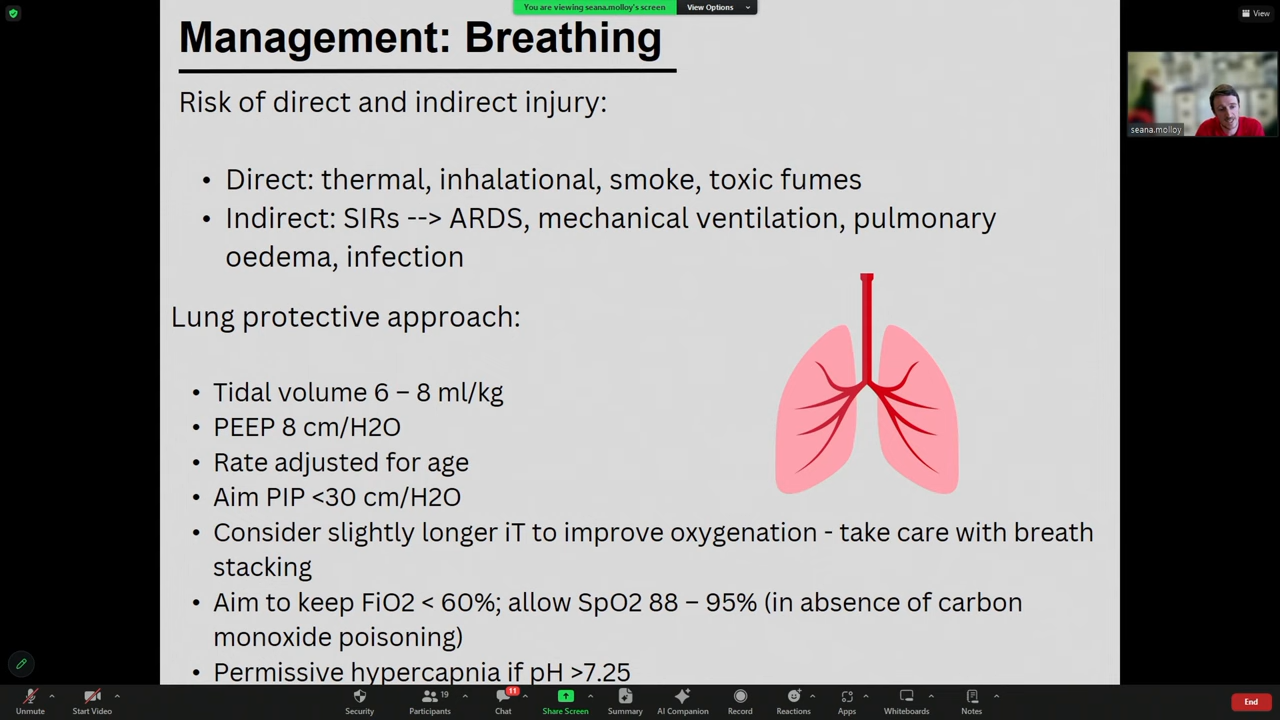 You are viewing seana.molloy's screen
View Options
View
Management: Breathing
Risk of direct and indirect injury:
• Direct: thermal, inhalational, smoke, toxic fumes
• Indirect: SIRs --> ARDS, mechanical ventilation, pulmonary
oedema, infection
Lung protective approach:
• Tidal volume 6 – 8 ml/kg
• PEEP 8 cm/H2O
• Rate adjusted for age
• Aim PIP <30 cm/H2O
• Consider slightly longer iT to improve oxygenation - take care with breath
stacking
• Aim to keep FiO2 < 60%; allow SpO2 88 – 95% (in absence of carbon
monoxide poisoning)
• Permissive hypercapnia if pH >7.25
seana.molloy
Unmute
Start Video
Security
Participants
19
Chat
11
Share Screen
Summary
AI Companion
Record
Reactions
Apps
Whiteboards
Notes
End